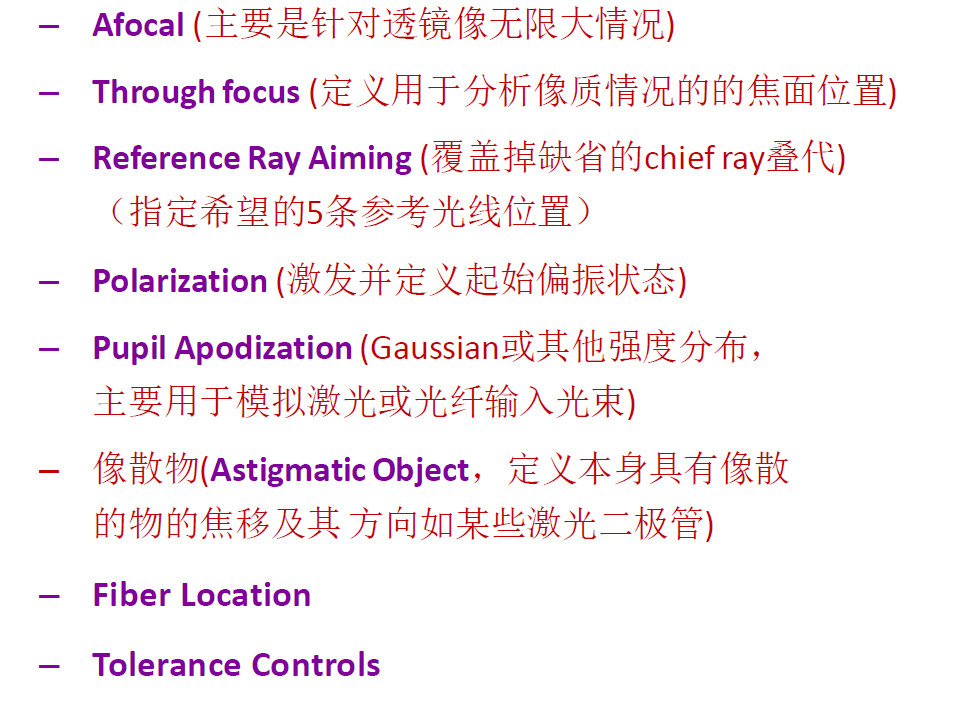 – Afocal (主要是针对透镜像无限大情况)
– Through focus (定义用于分析像质情况的的焦面位置)
– Reference Ray Aiming (覆盖掉缺省的chief ray叠代)
（指定希望的5条参考光线位置）
– Polarization (激发并定义起始偏振状态)
– Pupil Apodization (Gaussian或其他强度分布，
主要用于模拟激光或光纤输入光束)
– 像散物(Astigmatic Object，定义本身具有像散
的物的焦移及其 方向如某些激光二极管)
– Fiber Location
– Tolerance Controls